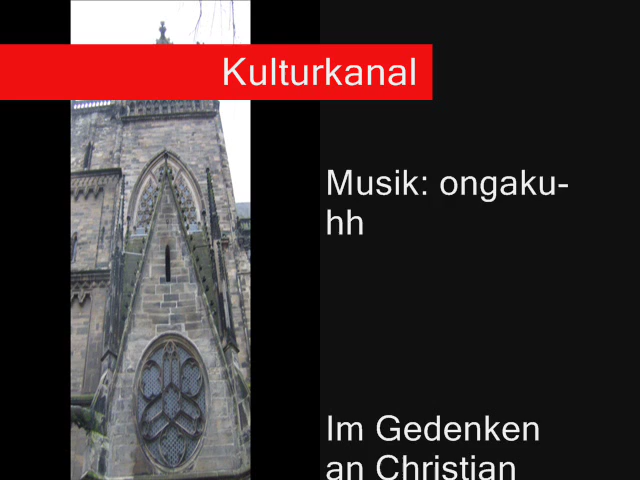 Kulturkanal
Musik: ongaku-
hh
Im Gedenken
an Christian